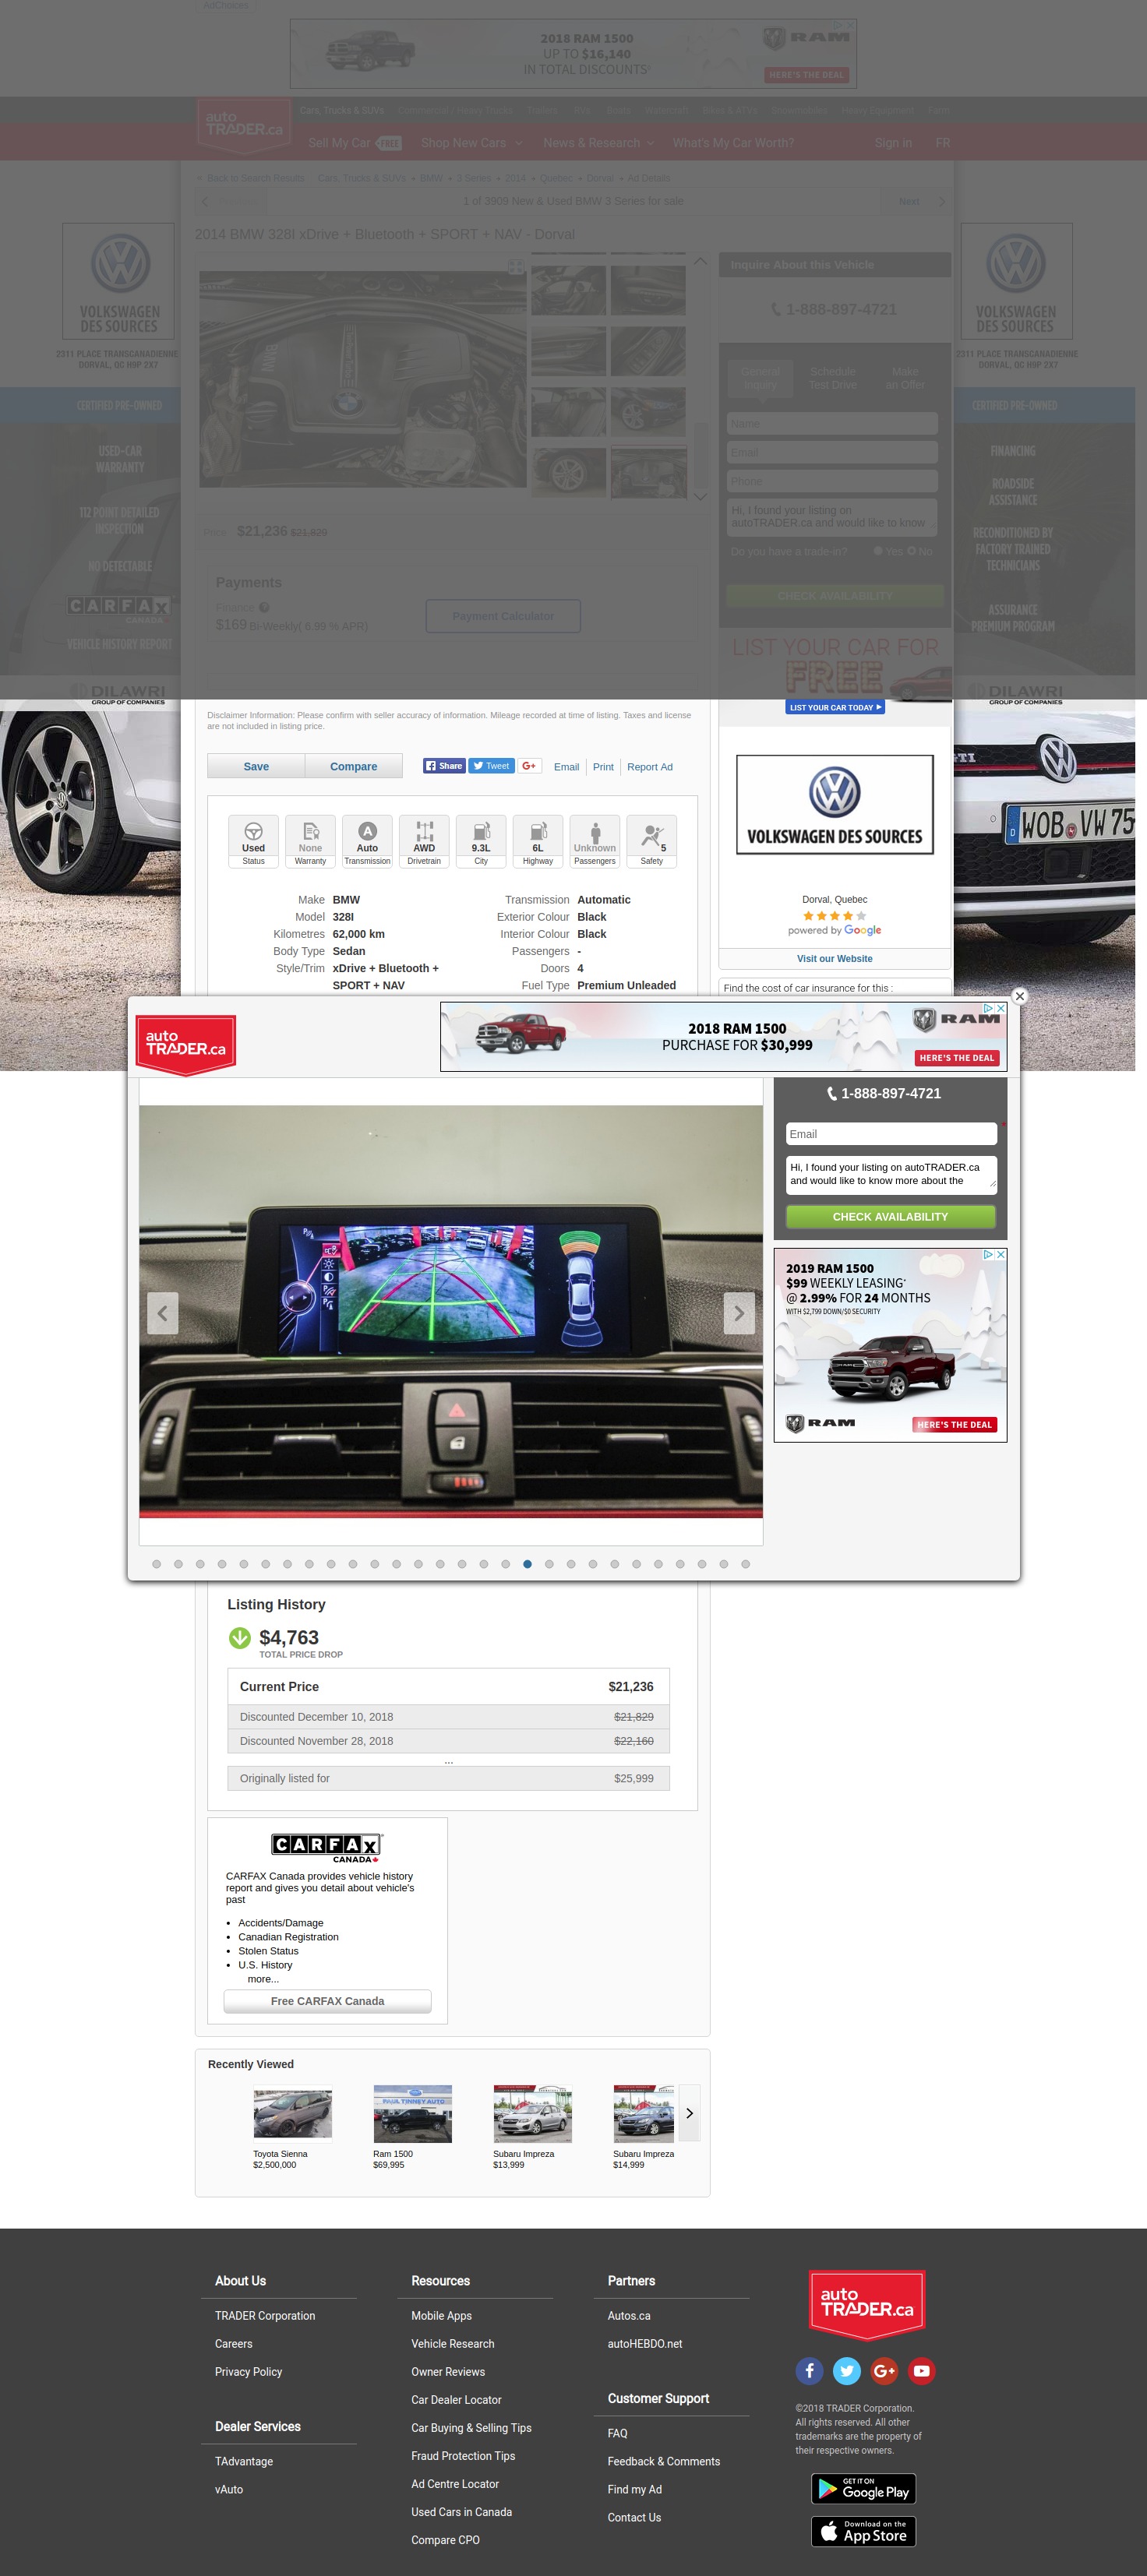 AdChoices
2018 RAM 1500
UP TO $16,140
IN TOTAL DISCOUNTS
RAM
HERE'S THE DEAL
auto
TRADER.ca
Cars, Trucks & SUVs Commercial / Heavy Trucks Trailers RVs Boats Watercraft Bikes & ATVs Snowmobiles Heavy Equipment Farm
Sell My Car FREE Shop New Cars News & Research What's My Car Worth? Sign In FR
Back to Search Results Cars, Trucks & SUVs BMW 3 Series 2014 Quebec Dorval Ad Details
1 of 3909 New & Used BMW 3 Series for sale
Next
2014 BMW 328I xDrive + Bluetooth + SPORT + NAV - Dorval
VOLKSWAGEN
DES SOURCES
2311 PLACE TRANSCANADIENNE
DORVAL, QC H9P 2X7
CERTIFIED PRE-OWNED
USED-CAR
WARRANTY
112 POINT DETAILED
INSPECTION
NO DETECTABLE
CARFAX
CANADA
VEHICLE HISTORY REPORT
DILAWRI
GROUP OF COMPANIES
Inquire About this Vehicle
1-888-897-4721
General
Inquiry
Schedule
Test Drive
Make
an Offer
Name
Email
Phone
Hi, I found your listing on
autoTRADER.ca and would like to know
Do you have a trade-in? Yes No
CHECK AVAILABILITY
VOLKSWAGEN
DES SOURCES
2311 PLACE TRANSCANADIENNE
DORVAL, QC H9P 2X7
CERTIFIED PRE-OWNED
FINANCING
ROADSIDE
ASSISTANCE
RECONDITIONED BY
FACTORY TRAINED
TECHNICIANS
ASSURANCE
PREMIUM PROGRAM
DILAWRI
GROUP OF COMPANIES
BMW
Price $21,236 $21,829
Payments
Finance
$169 Bi-Weekly( 6.99 % APR)
Payment Calculator
LIST YOUR CAR FOR
FREE
LIST YOUR CAR TODAY
Disclaimer Information: Please confirm with seller accuracy of information. Mileage recorded at time of listing. Taxes and license
are not included in listing price.
Save Compare Share Tweet G+ Email Print Report Ad
Used
Status
None
Warranty
A
Auto
Transmission
AWD
Drivetrain
9.3L
City
6L
Highway
Unknown
Passengers
5
Safety
Make BMW
Model 328I
Kilometres 62,000 km
Body Type Sedan
Style/Trim xDrive + Bluetooth +
SPORT + NAV
Transmission Automatic
Exterior Colour Black
Interior Colour Black
Passengers -
Doors 4
Fuel Type Premium Unleaded
VOLKSWAGEN DES SOURCES
Dorval, Quebec
powered by Google
Visit our Website
Find the cost of car insurance for this :
GTI
D WOB VW 75
auto
TRADER.ca
2018 RAM 1500
PURCHASE FOR $30,999
RAM
HERE'S THE DEAL
1-888-897-4721
Email *
Hi, I found your listing on autoTRADER.ca
and would like to know more about the
CHECK AVAILABILITY
2019 RAM 1500
$99 WEEKLY LEASING*
@ 2.99% FOR 24 MONTHS
WITH $2,799 DOWN/$0 SECURITY
RAM
HERE'S THE DEAL
Listing History
$4,763
TOTAL PRICE DROP
Current Price $21,236
Discounted December 10, 2018 $21,829
Discounted November 28, 2018 $22,160
...
Originally listed for $25,999
CARFAX
CANADA
CARFAX Canada provides vehicle history
report and gives you detail about vehicle's
past
• Accidents/Damage
• Canadian Registration
• Stolen Status
• U.S. History
more...
Free CARFAX Canada
Recently Viewed
PAUL TINNEY AUTO
Toyota Sienna
$2,500,000
Ram 1500
$69,995
Subaru Impreza
$13,999
Subaru Impreza
$14,999
About Us
TRADER Corporation
Careers
Privacy Policy
Dealer Services
TAdvantage
vAuto
Resources
Mobile Apps
Vehicle Research
Owner Reviews
Car Dealer Locator
Car Buying & Selling Tips
Fraud Protection Tips
Ad Centre Locator
Used Cars in Canada
Compare CPO
Partners
Autos.ca
autoHEBDO.net
Customer Support
FAQ
Feedback & Comments
Find my Ad
Contact Us
auto
TRADER.ca
G+
©2018 TRADER Corporation.
All rights reserved. All other
trademarks are the property of
their respective owners.
GET IT ON
Google Play
Download on the
App Store